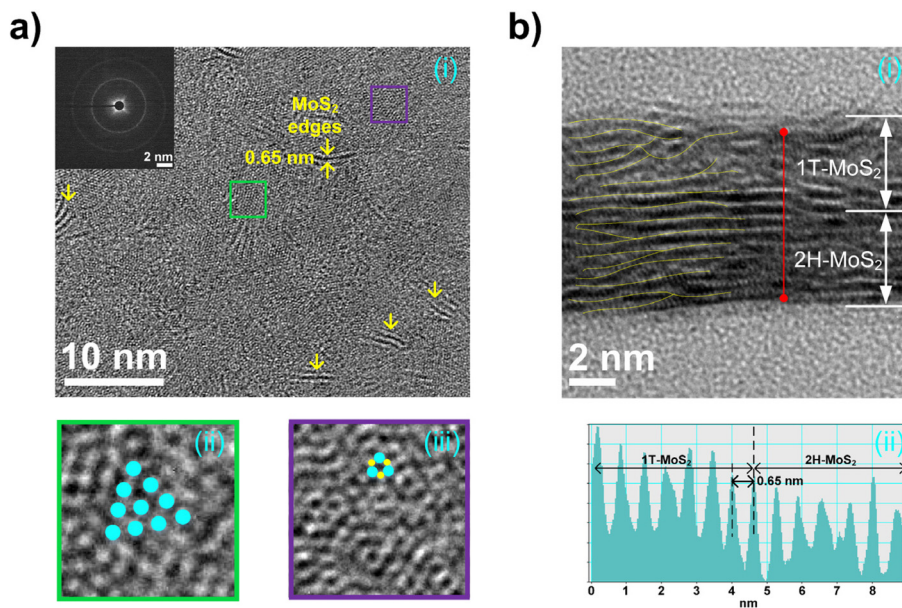 a)
(i)
2 nm
MoS2
edges
0.65 nm
10 nm
(ii)
(iii)
b)
(i)
1T-MoS2
2H-MoS2
2 nm
(ii)
1T-MoS2
2H-MoS2
0.65 nm
0 1 2 3 4 5 6 7 8
nm